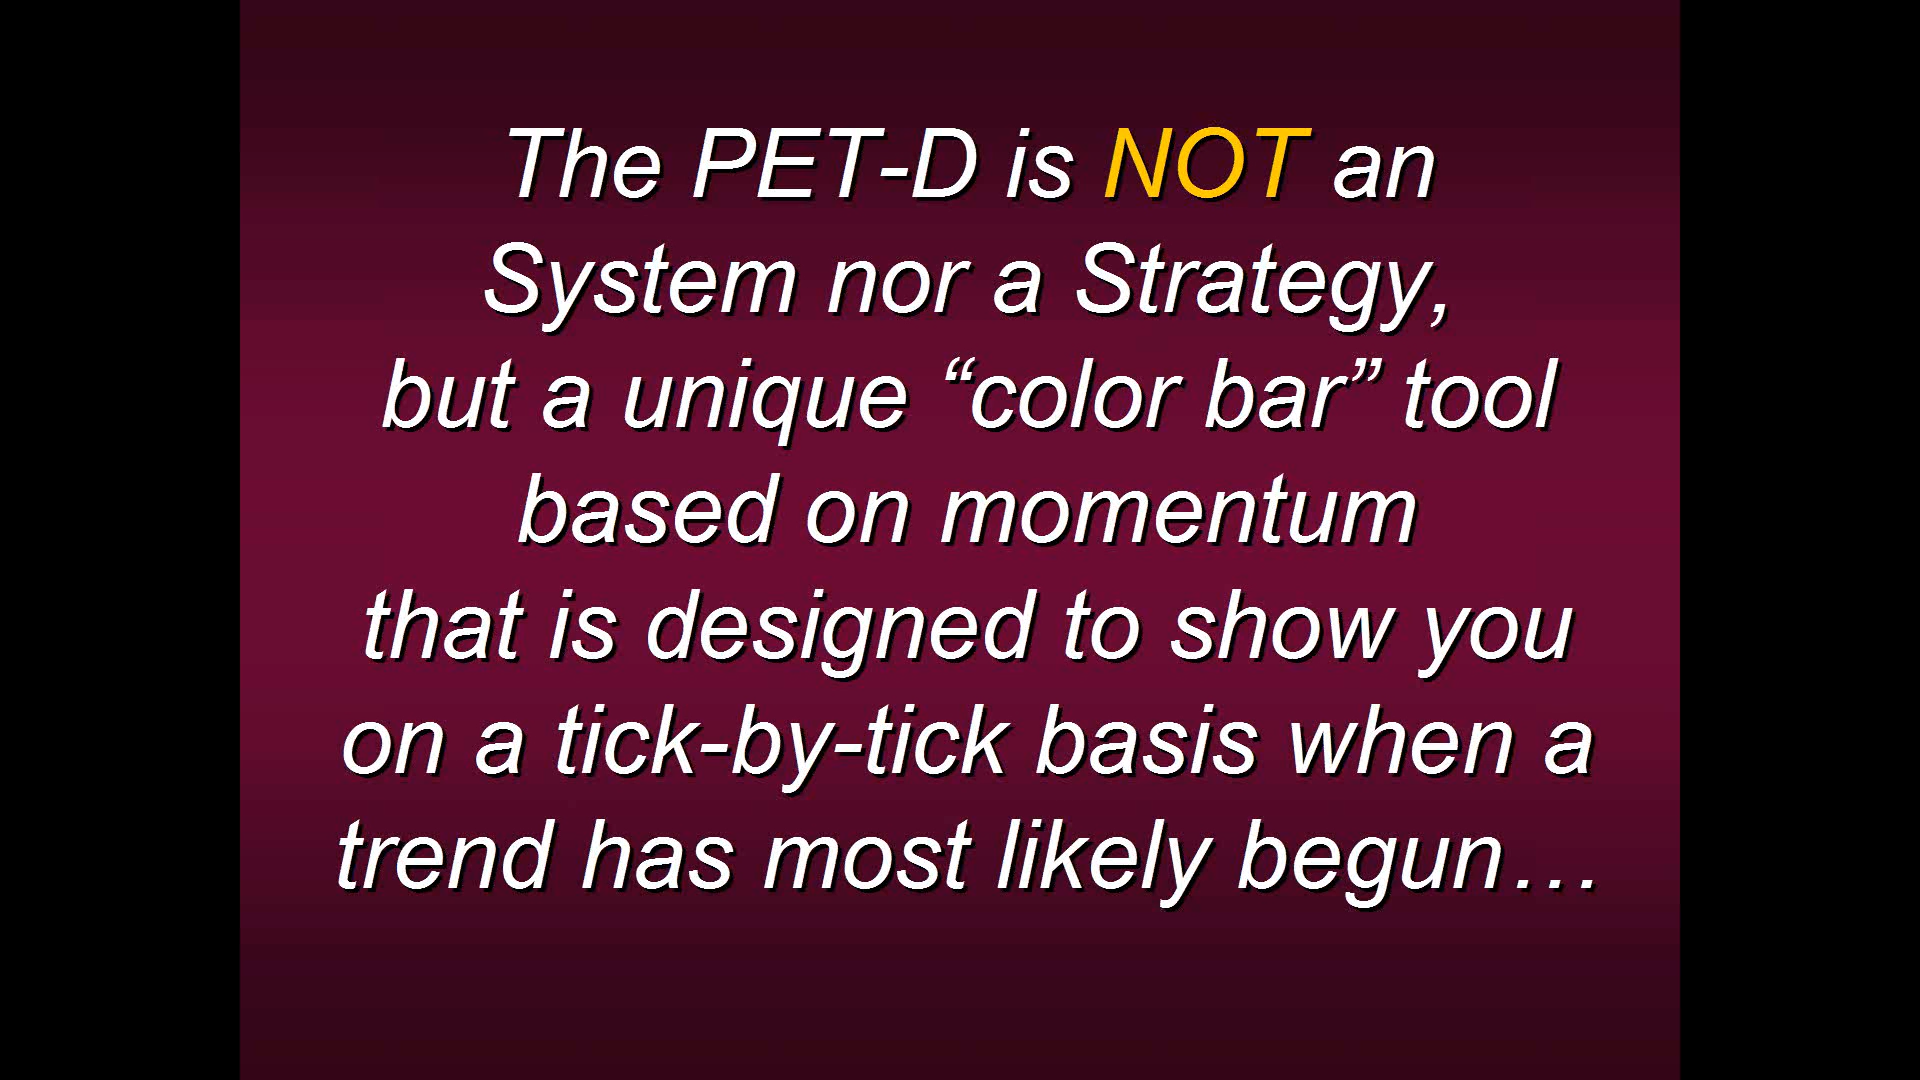 The PET-D is NOT an
System nor a Strategy,
but a unique “color bar” tool
based on momentum
that is designed to show you
on a tick-by-tick basis when a
trend has most likely begun…